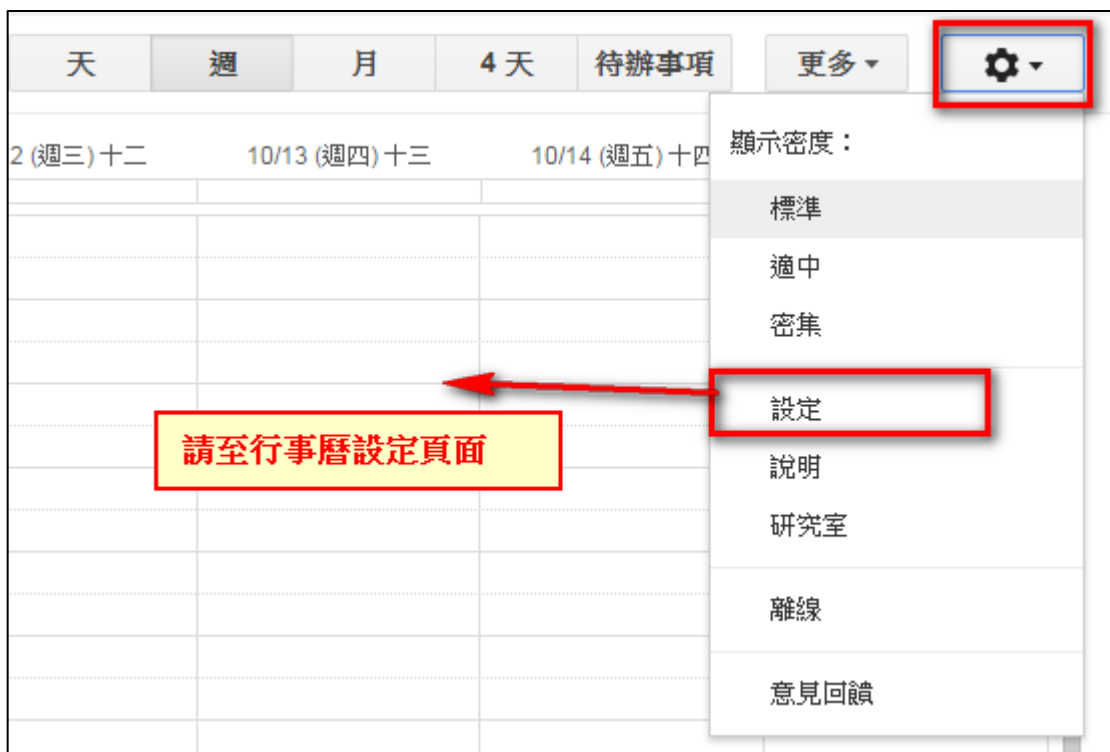 天 週 月 4 天 待辦事項 更多
2 (週三) 十二 10/13 (週四) 十三 10/14 (週五) 十四
顯示密度：
標準
適中
密集
設定
請至行事曆設定頁面
說明
研究室
離線
意見回饋